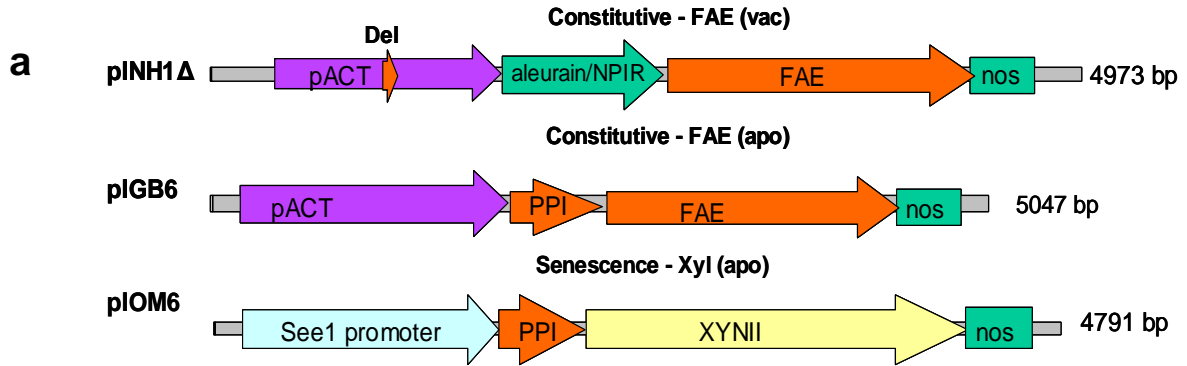 a
Constitutive - FAE (vac)
Del
pINH1Δ pACT aleurain/NPIR FAE nos 4973 bp
Constitutive - FAE (apo)
pIGB6 pACT PPI FAE nos 5047 bp
Senescence - Xyl (apo)
pIOM6 See1 promoter PPI XYNII nos 4791 bp